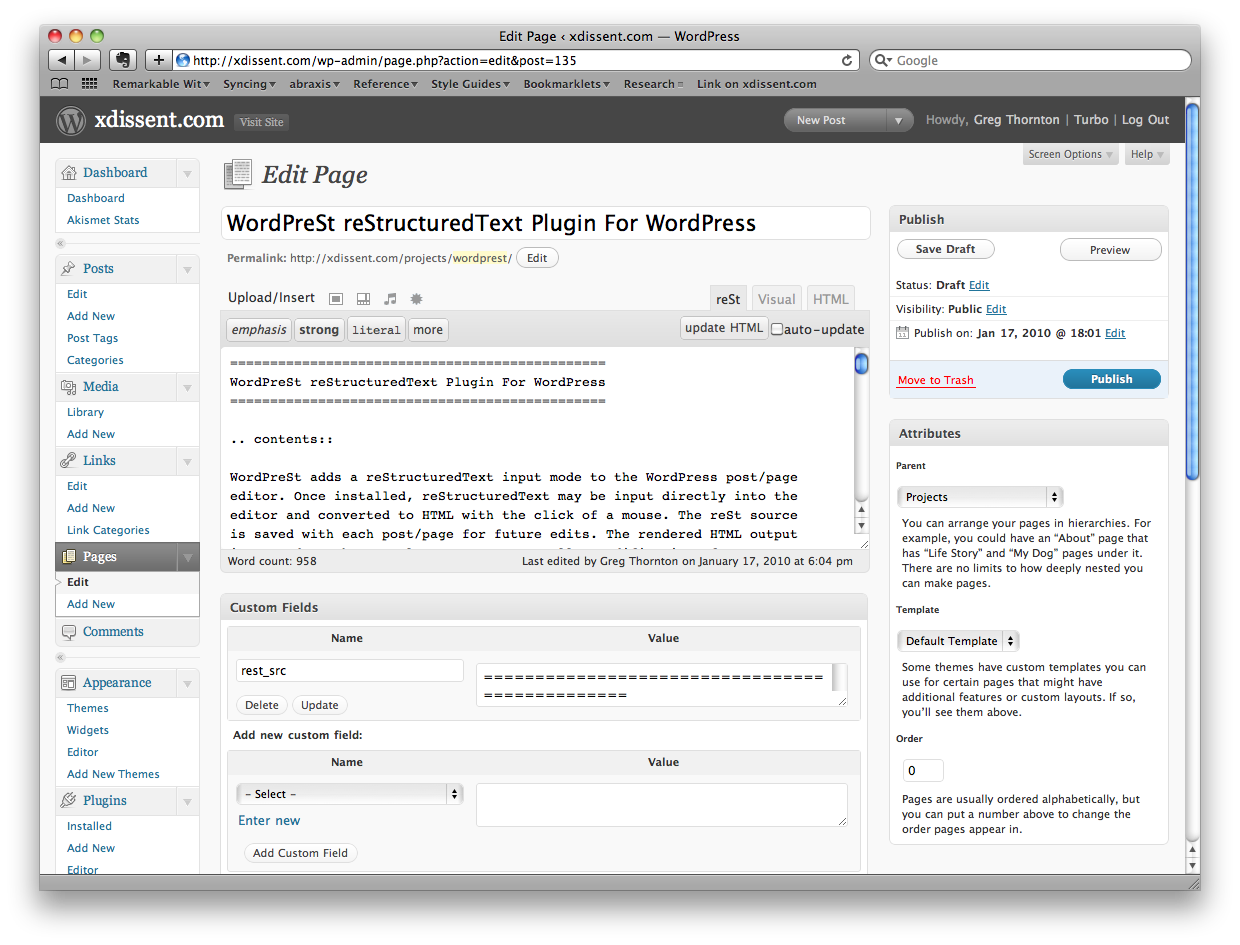 Edit Page ‹ xdissent.com — WordPress
http://xdissent.com/wp-admin/page.php?action=edit&post=135
Google
Remarkable Wit Syncing abraxis Reference Style Guides Bookmarklets Research Link on xdissent.com
xdissent.com Visit Site
New Post
Howdy, Greg Thornton | Turbo | Log Out
Screen Options Help
Dashboard
Dashboard
Akismet Stats
Posts
Edit
Add New
Post Tags
Categories
Media
Library
Add New
Links
Edit
Add New
Link Categories
Pages
Edit
Add New
Comments
Appearance
Themes
Widgets
Editor
Add New Themes
Plugins
Installed
Add New
Editor
Edit Page
WordPreSt reStructuredText Plugin For WordPress
Permalink: http://xdissent.com/projects/wordprest/ Edit
Upload/Insert
reSt Visual HTML
emphasis strong literal more
update HTML auto-update
===============================================
WordPreSt reStructuredText Plugin For WordPress
===============================================
.. contents::
WordPreSt adds a reStructuredText input mode to the WordPress post/page
editor. Once installed, reStructuredText may be input directly into the
editor and converted to HTML with the click of a mouse. The reSt source
is saved with each post/page for future edits. The rendered HTML output
Word count: 958
Last edited by Greg Thornton on January 17, 2010 at 6:04 pm
Custom Fields
Name Value
rest_src
=================================
==============
Delete Update
Add new custom field:
Name Value
– Select –
Enter new
Add Custom Field
Publish
Save Draft Preview
Status: Draft Edit
Visibility: Public Edit
11 Publish on: Jan 17, 2010 @ 18:01 Edit
Move to Trash Publish
Attributes
Parent
Projects
You can arrange your pages in hierarchies. For
example, you could have an “About” page that
has “Life Story” and “My Dog” pages under it.
There are no limits to how deeply nested you
can make pages.
Template
Default Template
Some themes have custom templates you can
use for certain pages that might have
additional features or custom layouts. If so,
you’ll see them above.
Order
0
Pages are usually ordered alphabetically, but
you can put a number above to change the
order pages appear in.